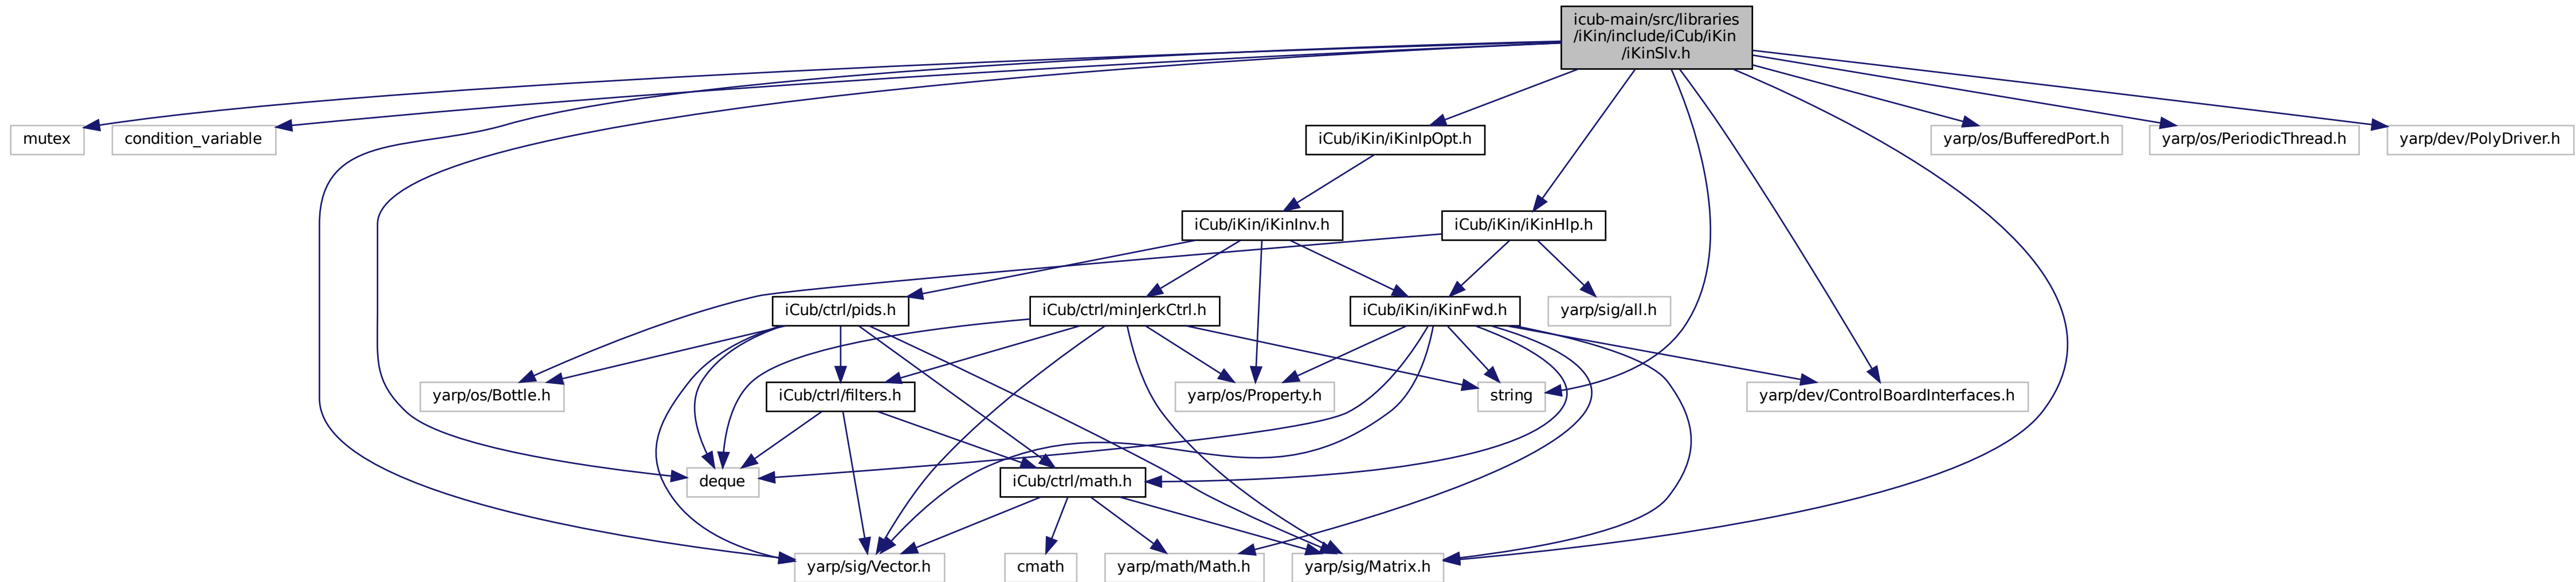 icub-main/src/libraries
/iKin/include/iCub/iKin
/iKinSlv.h
mutex
condition_variable
iCub/iKin/iKinIpOpt.h
yarp/os/BufferedPort.h
yarp/os/PeriodicThread.h
yarp/dev/PolyDriver.h
iCub/iKin/iKinInv.h
iCub/iKin/iKinHlp.h
iCub/ctrl/pids.h
iCub/ctrl/minJerkCtrl.h
iCub/iKin/iKinFwd.h
yarp/sig/all.h
yarp/os/Bottle.h
iCub/ctrl/filters.h
yarp/os/Property.h
string
yarp/dev/ControlBoardInterfaces.h
deque
iCub/ctrl/math.h
yarp/sig/Vector.h
cmath
yarp/math/Math.h
yarp/sig/Matrix.h